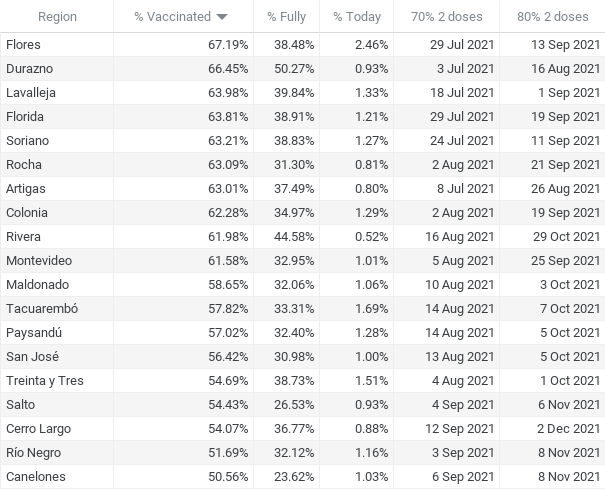 Region % Vaccinated % Fully % Today 70% 2 doses 80% 2 doses
Flores 67.19% 38.48% 2.46% 29 Jul 2021 13 Sep 2021
Durazno 66.45% 50.27% 0.93% 3 Jul 2021 16 Aug 2021
Lavalleja 63.98% 39.84% 1.33% 18 Jul 2021 1 Sep 2021
Florida 63.81% 38.91% 1.21% 29 Jul 2021 19 Sep 2021
Soriano 63.21% 38.83% 1.27% 24 Jul 2021 11 Sep 2021
Rocha 63.09% 31.30% 0.81% 2 Aug 2021 21 Sep 2021
Artigas 63.01% 37.49% 0.80% 8 Jul 2021 26 Aug 2021
Colonia 62.28% 34.97% 1.29% 2 Aug 2021 19 Sep 2021
Rivera 61.98% 44.58% 0.52% 16 Aug 2021 29 Oct 2021
Montevideo 61.58% 32.95% 1.01% 5 Aug 2021 25 Sep 2021
Maldonado 58.65% 32.06% 1.06% 10 Aug 2021 3 Oct 2021
Tacuarembó 57.82% 33.31% 1.69% 14 Aug 2021 7 Oct 2021
Paysandú 57.02% 32.40% 1.28% 14 Aug 2021 5 Oct 2021
San José 56.42% 30.98% 1.00% 13 Aug 2021 5 Oct 2021
Treinta y Tres 54.69% 38.73% 1.51% 4 Aug 2021 1 Oct 2021
Salto 54.43% 26.53% 0.93% 4 Sep 2021 6 Nov 2021
Cerro Largo 54.07% 36.77% 0.88% 12 Sep 2021 2 Dec 2021
Río Negro 51.69% 32.12% 1.16% 3 Sep 2021 8 Nov 2021
Canelones 50.56% 23.62% 1.03% 6 Sep 2021 8 Nov 2021